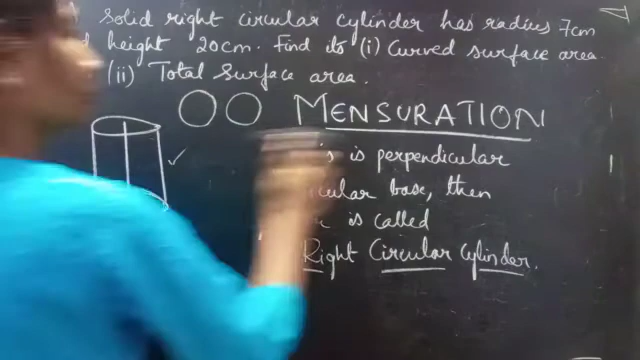 solid right circular cylinder has radius 7cm
height 20cm. Find its (i) Curved surface area.
(ii) Total Surface area.
MENSURATION
is perpendicular
base, then
is called
Right Circular Cylinder.